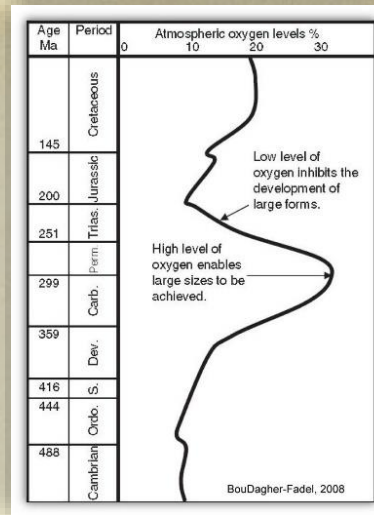 Age Period Atmospheric oxygen levels %
Ma 0 10 20 30
Cretaceous
145
Jurassic
200
Trias.
251
Perm.
299
Carb.
359
Dev.
416
S.
444
Ordo.
488
Cambrian
Low level of
oxygen inhibits the
development of
large forms.
High level of
oxygen enables
large sizes to be
achieved.
BouDagher-Fadel, 2008